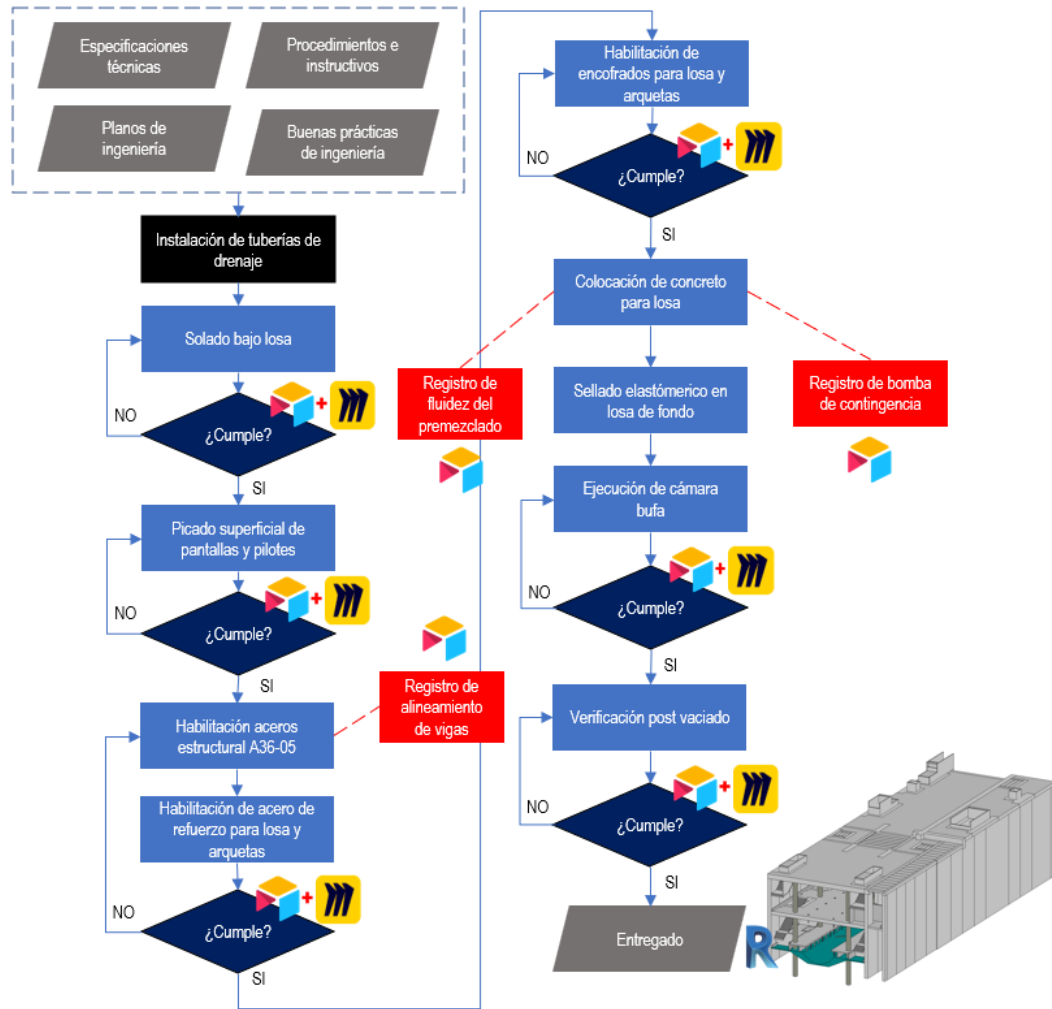 Especificaciones
técnicas
Procedimientos e
instructivos
Planos de
ingeniería
Buenas prácticas
de ingeniería
Instalación de tuberías de
drenaje
Solado bajo losa
NO
¿Cumple?
SI
Picado superficial de
pantallas y pilotes
NO
¿Cumple?
SI
Habilitación aceros
estructural A36-05
Registro de
alineamiento
de vigas
Habilitación de acero de
refuerzo para losa y
arquetas
NO
¿Cumple?
SI
Habilitación de
encofrados para losa y
arquetas
NO
¿Cumple?
SI
Colocación de concreto
para losa
Registro de
fluidez del
premezclado
Registro de bomba
de contingencia
Sellado elastómerico en
losa de fondo
Ejecución de cámara
bufa
NO
¿Cumple?
SI
Verificación post vaciado
NO
¿Cumple?
SI
Entregado
R